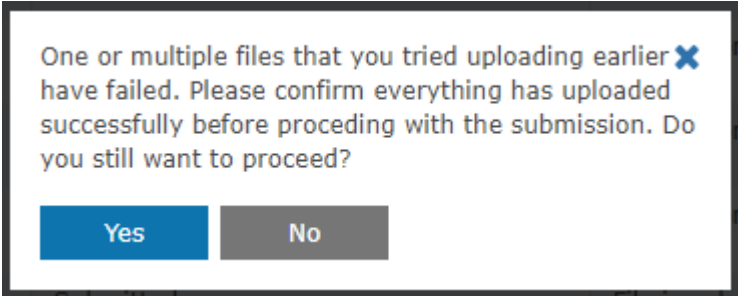 One or multiple files that you tried uploading earlier
have failed. Please confirm everything has uploaded
successfully before proceding with the submission. Do
you still want to proceed?
Yes
No